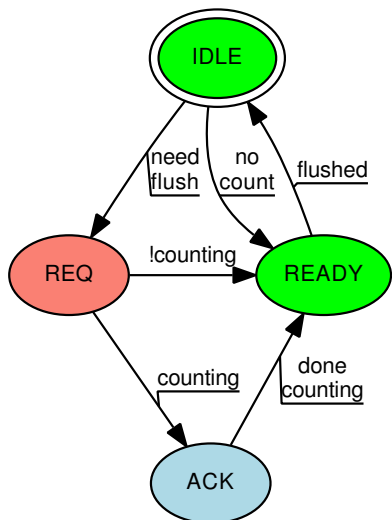 IDLE
need
flush
no
count
flushed
REQ
!counting
READY
counting
done
counting
ACK